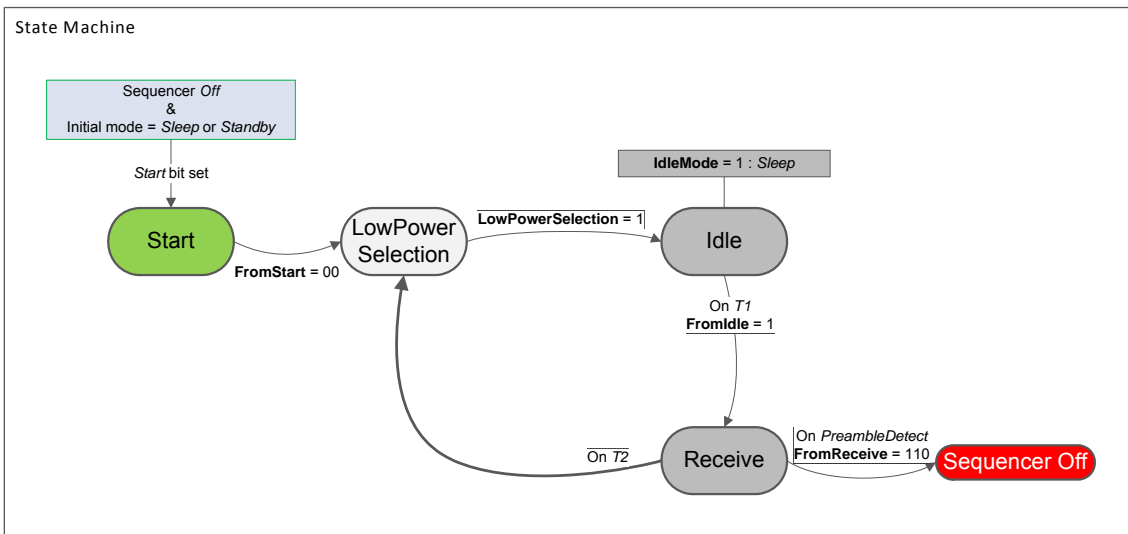 State Machine
Sequencer Off
&
Initial mode = Sleep or Standby
Start bit set
IdleMode = 1 : Sleep
Start
LowPower
Selection
LowPowerSelection = 1
Idle
FromStart = 00
On T1
FromIdle = 1
On T2
Receive
On PreambleDetect
FromReceive = 110
Sequencer Off